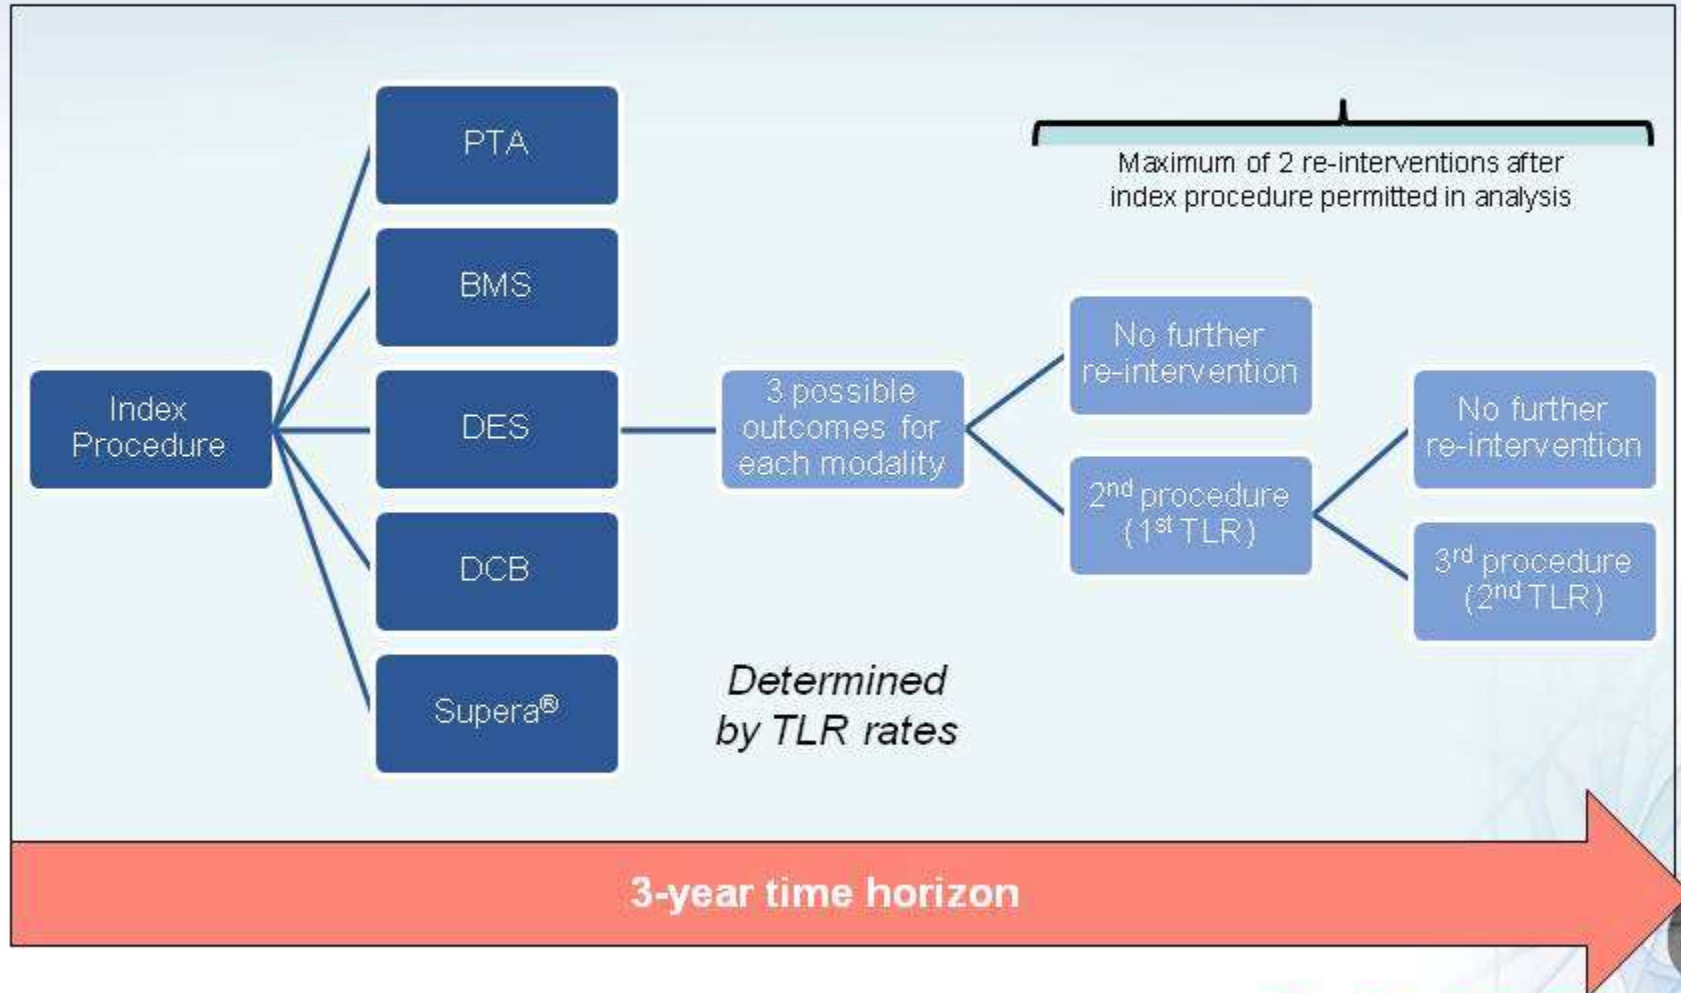 PTA
Maximum of 2 re-interventions after
index procedure permitted in analysis
BMS
No further
re-intervention
Index
Procedure
DES
3 possible
outcomes for
each modality
No further
re-intervention
2nd procedure
(1st TLR)
DCB
3rd procedure
(2nd TLR)
Supera®
Determined
by TLR rates
3-year time horizon